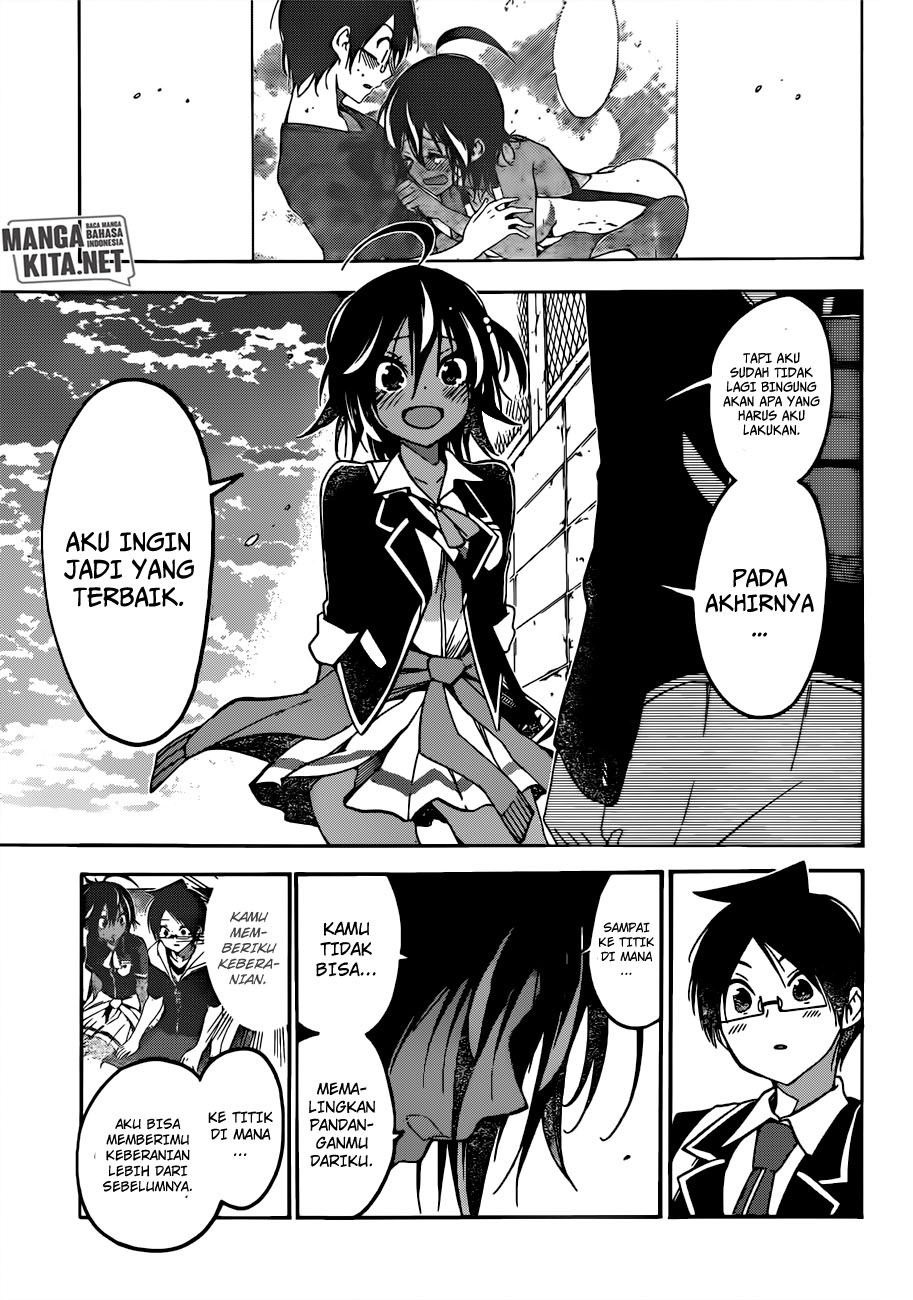 MANGA
KITA.NET
BACA MANGA
BAHASA
INDONESIA
TAPI AKU
SUDAH TIDAK
LAGI BINGUNG
AKAN APA YANG
HARUS AKU
LAKUKAN.
PADA
AKHIRNYA
...
AKU INGIN
JADI YANG
TERBAIK.
SAMPAI
KE TITIK
DI MANA
...
KAMU
TIDAK
BISA...
MEMA-
LINGKAN
PANDAN-
GANMU
DARIKU.
KAMU
MEM-
BERIKU
KEBERA-
NIAN.
KE TITIK
DI MANA
...
AKU BISA
MEMBERIMU
KEBERANIAN
LEBIH DARI
SEBELUMNYA.